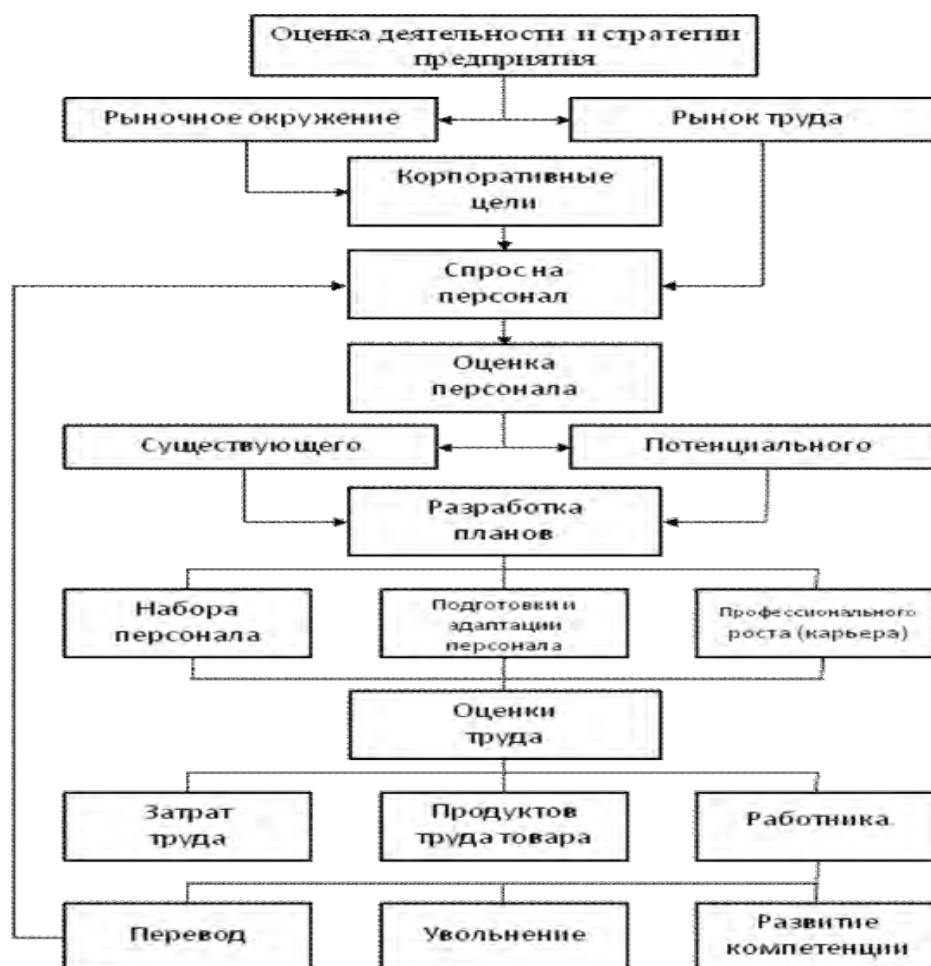 Оценка деятельности и стратегии
предприятия
Рыночное окружение
Рынок труда
Корпоративные
цели
Спрос на
персонал
Оценка
персонала
Существующего
Потенциального
Разработка
планов
Набора
персонала
Подготовки и
адаптации
персонала
Профессионального
роста (карьера)
Оценки
труда
Затрат
труда
Продуктов
труда товара
Работника
Перевод
Увольнение
Развитие
компетенции